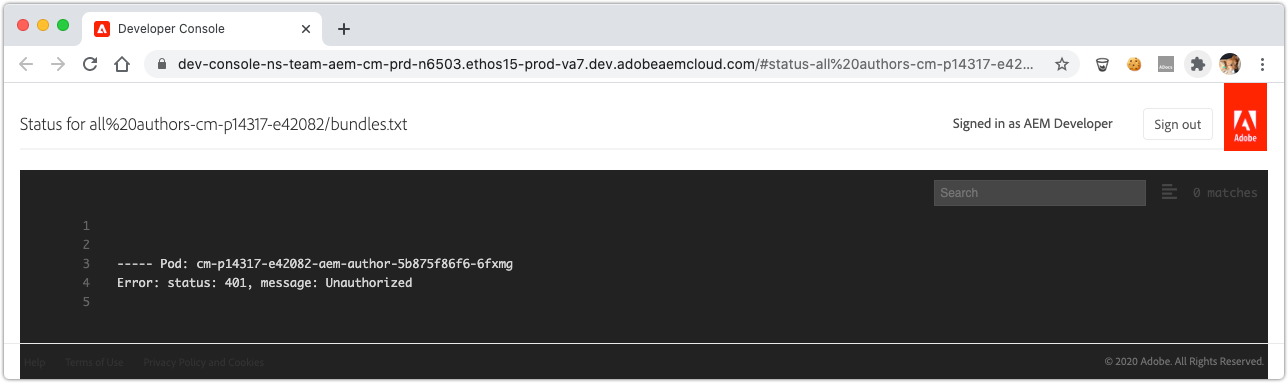 Developer Console
dev-console-ns-team-aem-cm-prd-n6503.ethos15-prod-va7.dev.adobeaemcloud.com/#status-all%20authors-cm-p14317-e42...
Status for all%20authors-cm-p14317-e42082/bundles.txt
Signed in as AEM Developer
Sign out
Adobe
Search
0 matches
1
2
3 ----- Pod: cm-p14317-e42082-aem-author-5b875f86f6-6fxmg
4 Error: status: 401, message: Unauthorized
5
Help Terms of Use Privacy Policy and Cookies © 2020 Adobe. All Rights Reserved.